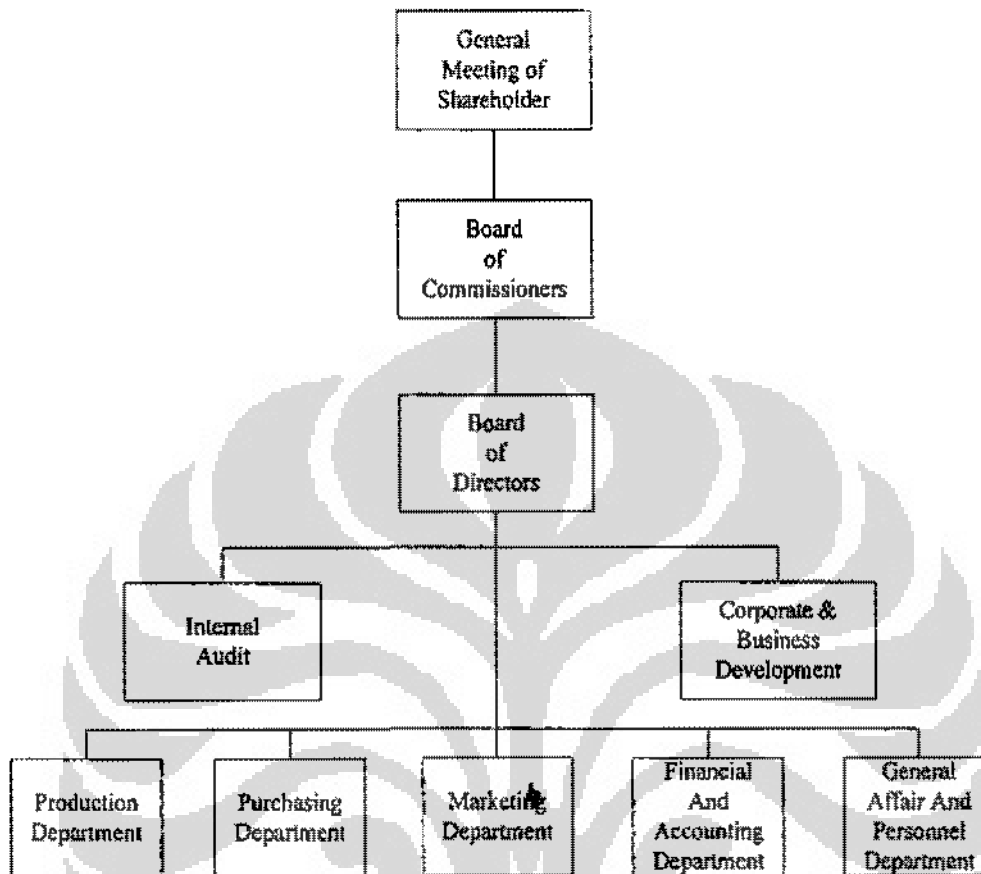 General
Meeting of
Shareholder
Board
of
Commissioners
Board
of
Directors
Internal
Audit
Corporate &
Business
Development
Production
Department
Purchasing
Department
Marketing
Department
Financial
And
Accounting
Department
General
Affair And
Personnel
Department